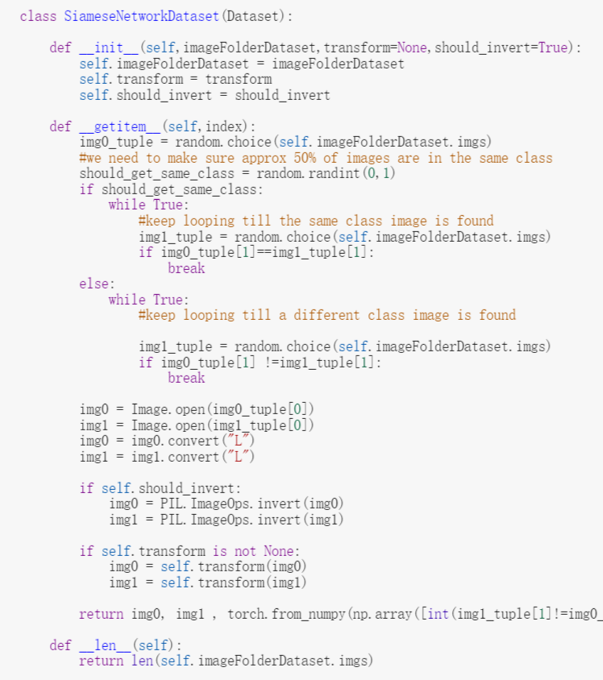 class SiameseNetworkDataset(Dataset):
def __init__(self,imageFolderDataset,transform=None,should_invert=True):
self.imageFolderDataset = imageFolderDataset
self.transform = transform
self.should_invert = should_invert
def __getitem__(self,index):
img0_tuple = random.choice(self.imageFolderDataset.imgs)
#we need to make sure approx 50% of images are in the same class
should_get_same_class = random.randint(0,1)
if should_get_same_class:
while True:
#keep looping till the same class image is found
img1_tuple = random.choice(self.imageFolderDataset.imgs)
if img0_tuple[1]==img1_tuple[1]:
break
else:
while True:
#keep looping till a different class image is found
img1_tuple = random.choice(self.imageFolderDataset.imgs)
if img0_tuple[1] !=img1_tuple[1]:
break
img0 = Image.open(img0_tuple[0])
img1 = Image.open(img1_tuple[0])
img0 = img0.convert("L")
img1 = img1.convert("L")
if self.should_invert:
img0 = PIL.ImageOps.invert(img0)
img1 = PIL.ImageOps.invert(img1)
if self.transform is not None:
img0 = self.transform(img0)
img1 = self.transform(img1)
return img0, img1 , torch.from_numpy(np.array([int(img1_tuple[1]!=img0_
def __len__(self):
return len(self.imageFolderDataset.imgs)